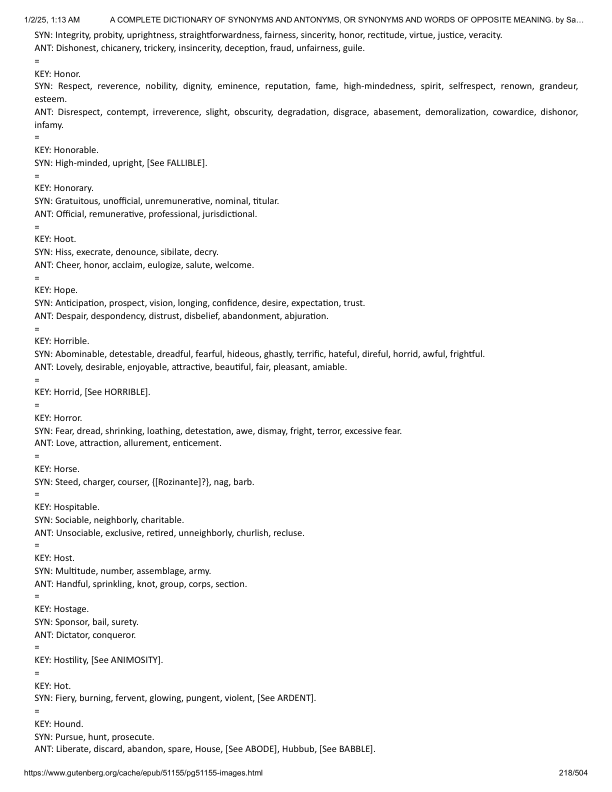 1/2/25, 1:13 AM A COMPLETE DICTIONARY OF SYNONYMS AND ANTONYMS, OR SYNONYMS AND WORDS OF OPPOSITE MEANING. by Sa…
SYN: Integrity, probity, uprightness, straightforwardness, fairness, sincerity, honor, rectitude, virtue, justice, veracity.
ANT: Dishonest, chicanery, trickery, insincerity, deception, fraud, unfairness, guile.
=
KEY: Honor.
SYN: Respect, reverence, nobility, dignity, eminence, reputation, fame, high-mindedness, spirit, selfrespect, renown, grandeur,
esteem.
ANT: Disrespect, contempt, irreverence, slight, obscurity, degradation, disgrace, abasement, demoralization, cowardice, dishonor,
infamy.
=
KEY: Honorable.
SYN: High-minded, upright, [See FALLIBLE].
=
KEY: Honorary.
SYN: Gratuitous, unofficial, unremunerative, nominal, titular.
ANT: Official, remunerative, professional, jurisdictional.
=
KEY: Hoot.
SYN: Hiss, execrate, denounce, sibilate, decry.
ANT: Cheer, honor, acclaim, eulogize, salute, welcome.
=
KEY: Hope.
SYN: Anticipation, prospect, vision, longing, confidence, desire, expectation, trust.
ANT: Despair, despondency, distrust, disbelief, abandonment, abjuration.
=
KEY: Horrible.
SYN: Abominable, detestable, dreadful, fearful, hideous, ghastly, terrific, hateful, direful, horrid, awful, frightful.
ANT: Lovely, desirable, enjoyable, attractive, beautiful, fair, pleasant, amiable.
=
KEY: Horrid, [See HORRIBLE].
=
KEY: Horror.
SYN: Fear, dread, shrinking, loathing, detestation, awe, dismay, fright, terror, excessive fear.
ANT: Love, attraction, allurement, enticement.
=
KEY: Horse.
SYN: Steed, charger, courser, {[Rozinante]?}, nag, barb.
=
KEY: Hospitable.
SYN: Sociable, neighborly, charitable.
ANT: Unsociable, exclusive, retired, unneighborly, churlish, recluse.
=
KEY: Host.
SYN: Multitude, number, assemblage, army.
ANT: Handful, sprinkling, knot, group, corps, section.
=
KEY: Hostage.
SYN: Sponsor, bail, surety.
ANT: Dictator, conqueror.
=
KEY: Hostility, [See ANIMOSITY].
=
KEY: Hot.
SYN: Fiery, burning, fervent, glowing, pungent, violent, [See ARDENT].
=
KEY: Hound.
SYN: Pursue, hunt, prosecute.
ANT: Liberate, discard, abandon, spare, House, [See ABODE], Hubbub, [See BABBLE].
https://www.gutenberg.org/cache/epub/51155/pg51155-images.html 218/504